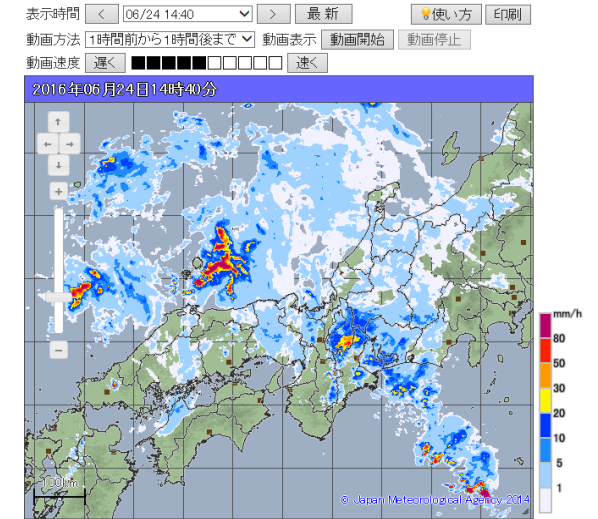 表示時間 < 06/24 14:40 > 最新 使い方 印刷
動画方法 1時間前から1時間後まで 動画表示 動画開始 動画停止
動画速度 遅く 速く
2016年06月24日14時40分
↑
← →
↓
+
−
mm/h
80
50
30
20
10
5
1
100km
© Japan Meteorological Agency 2014